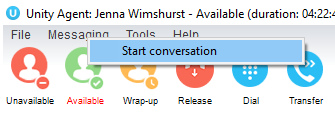 Unity Agent: Jenna Wimshurst - Available (duration: 04:22:4
File Messaging Tools Help
Start conversation
Unavailable Available Wrap-up Release Dial Transfer